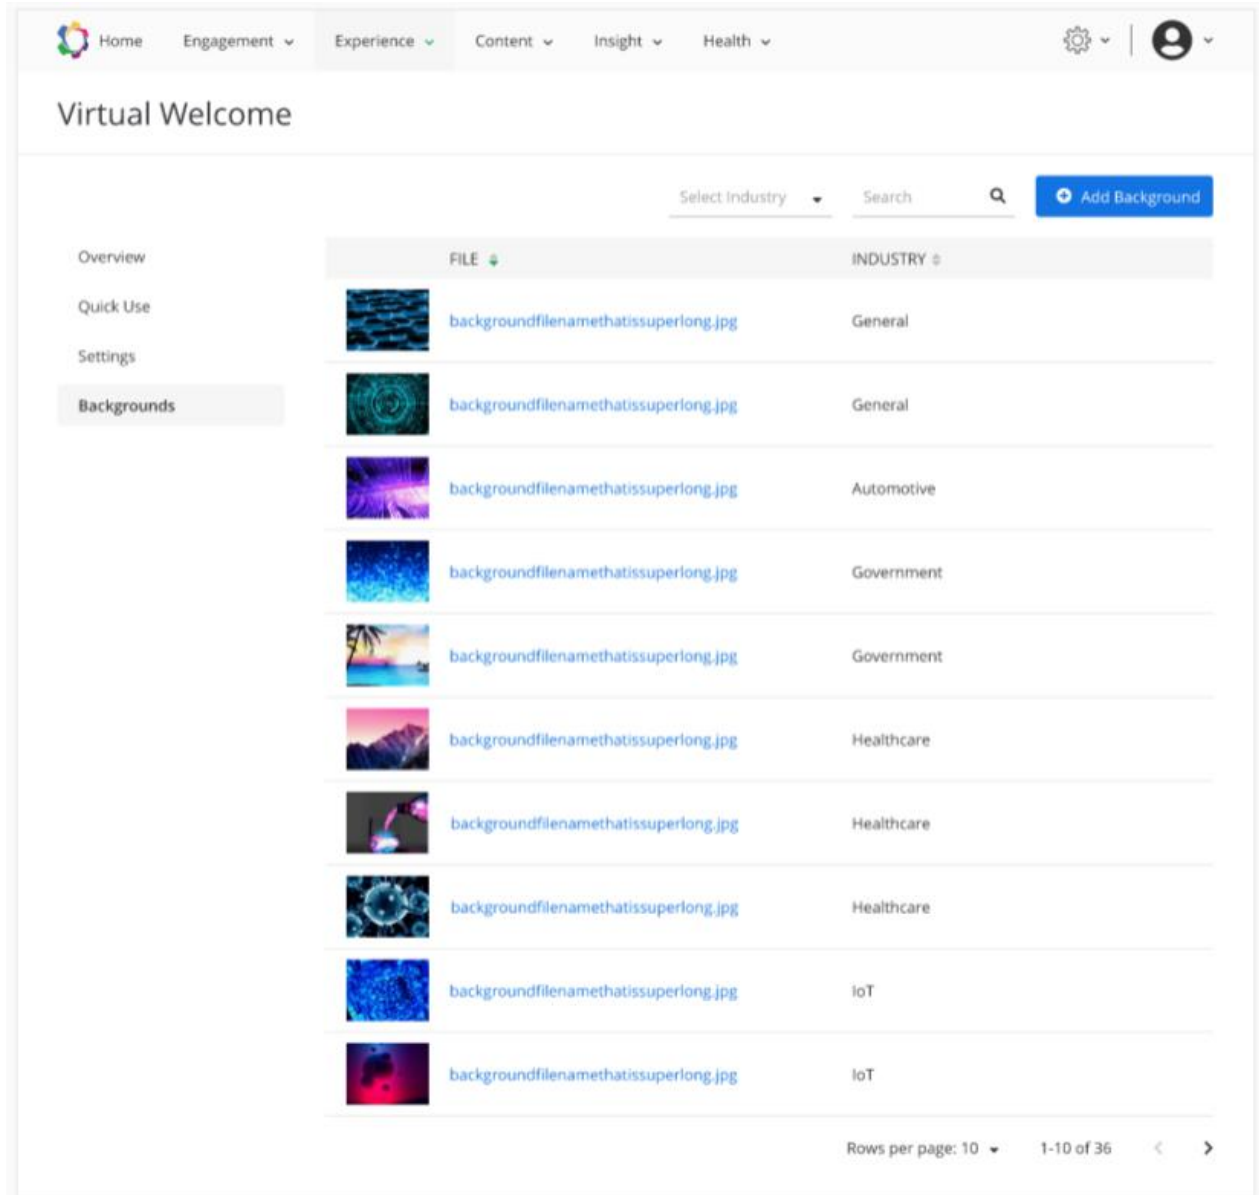 Home Engagement Experience Content Insight Health
Virtual Welcome
Select Industry Search Add Background
Overview
Quick Use
Settings
Backgrounds
FILE INDUSTRY
backgroundfilenamethatissuperlong.jpg General
backgroundfilenamethatissuperlong.jpg General
backgroundfilenamethatissuperlong.jpg Automotive
backgroundfilenamethatissuperlong.jpg Government
backgroundfilenamethatissuperlong.jpg Government
backgroundfilenamethatissuperlong.jpg Healthcare
backgroundfilenamethatissuperlong.jpg Healthcare
backgroundfilenamethatissuperlong.jpg Healthcare
backgroundfilenamethatissuperlong.jpg IoT
backgroundfilenamethatissuperlong.jpg IoT
Rows per page: 10 1-10 of 36